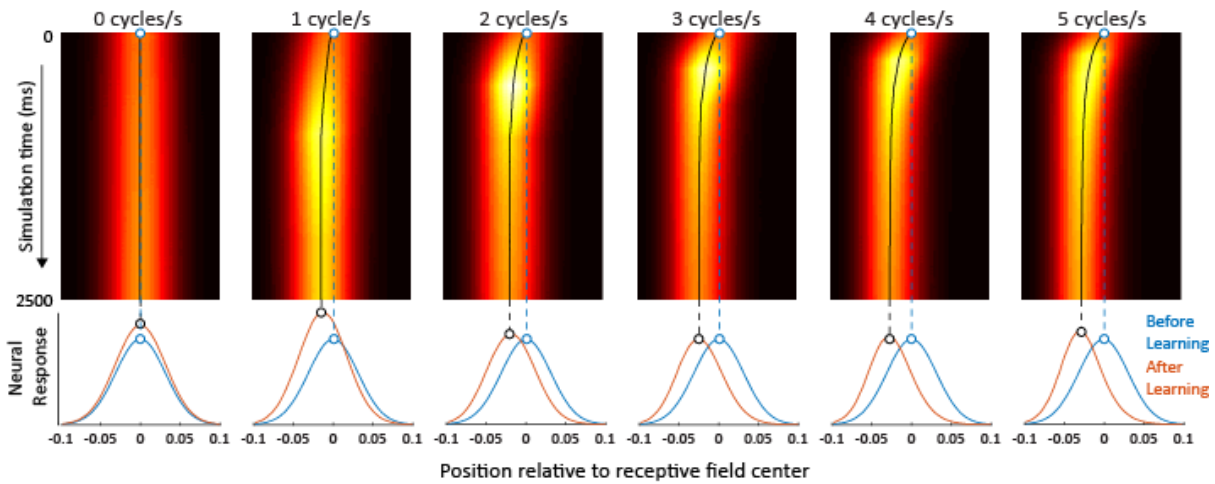 0 cycles/s 1 cycle/s 2 cycles/s 3 cycles/s 4 cycles/s 5 cycles/s
0
Simulation time (ms)
2500
Neural
Response
Before
Learning
After
Learning
-0.1 -0.05 0 0.05 0.1 -0.1 -0.05 0 0.05 0.1 -0.1 -0.05 0 0.05 0.1 -0.1 -0.05 0 0.05 0.1 -0.1 -0.05 0 0.05 0.1 -0.1 -0.05 0 0.05 0.1
Position relative to receptive field center